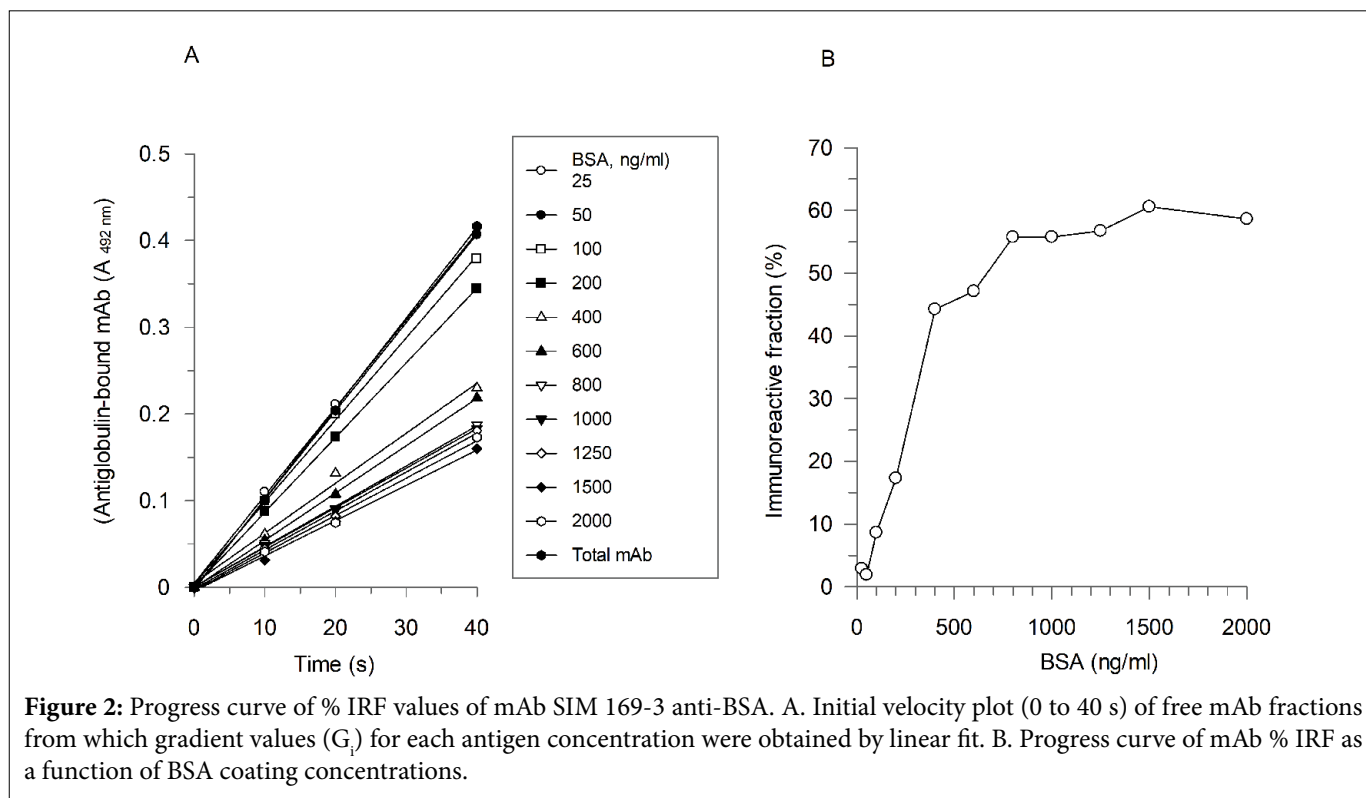 A
B
(Antiglobulin-bound mAb (A 492 nm)
0.5
0.4
0.3
0.2
0.1
0
0 10 20 30 40
Time (s)
BSA, ng/ml)
25
50
100
200
400
600
800
1000
1250
1500
2000
Total mAb
Immunoreactive fraction (%)
70
60
50
40
30
20
10
0
0 500 1000 1500 2000
BSA (ng/ml)
Figure 2: Progress curve of % IRF values of mAb SIM 169-3 anti-BSA. A. Initial velocity plot (0 to 40 s) of free mAb fractions
from which gradient values (Gi) for each antigen concentration were obtained by linear fit. B. Progress curve of mAb % IRF as
a function of BSA coating concentrations.